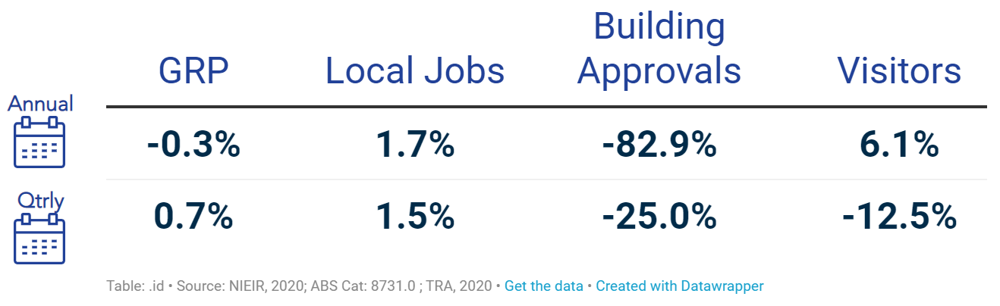 Building
GRP Local Jobs Approvals Visitors
Annual
-0.3% 1.7% -82.9% 6.1%
Qtrly
0.7% 1.5% -25.0% -12.5%
Table: .id • Source: NIEIR, 2020; ABS Cat: 8731.0 ; TRA, 2020 • Get the data • Created with Datawrapper